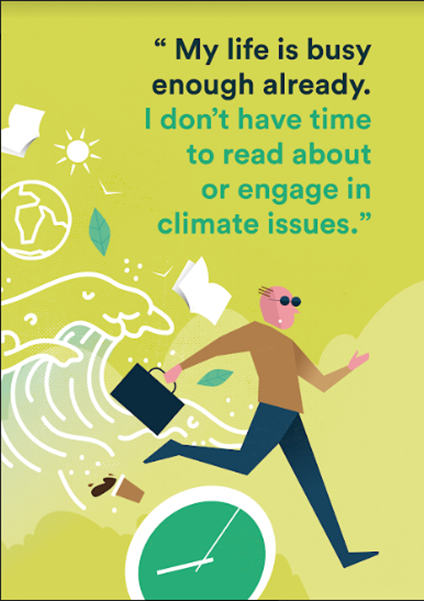 “ My life is busy
enough already.
I don’t have time
to read about
or engage in
climate issues.”